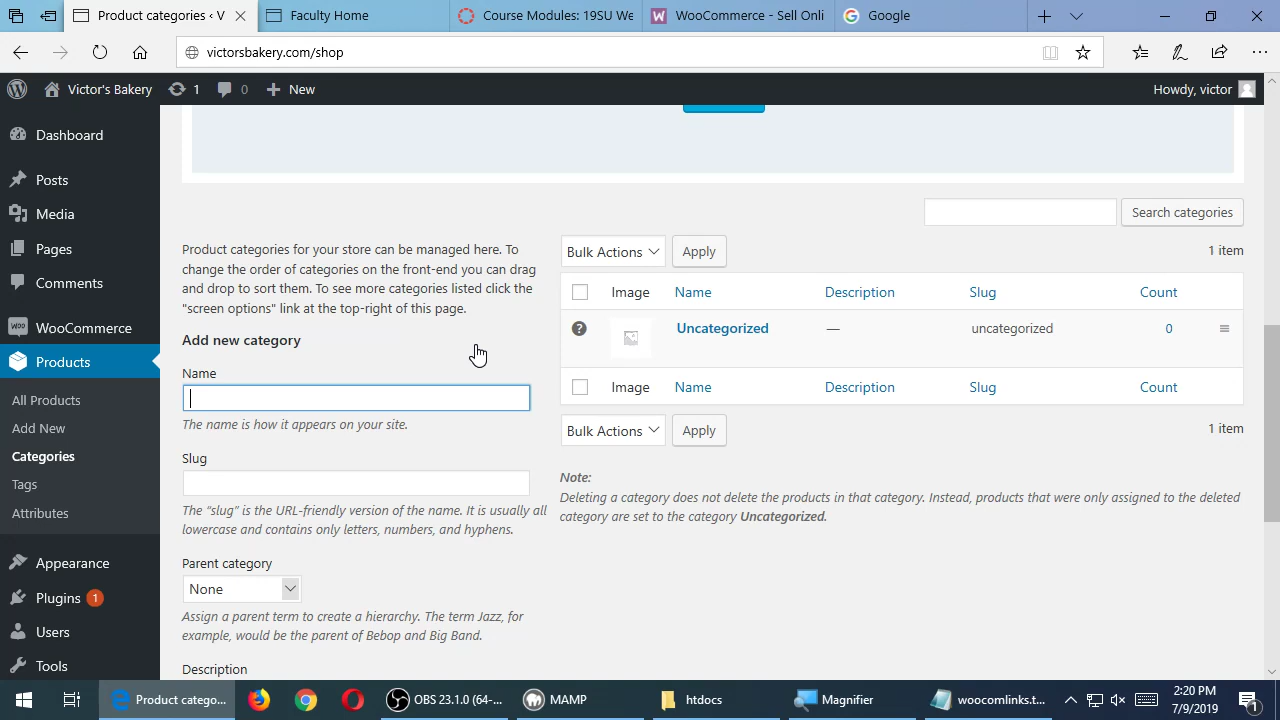 Product categories ‹ V
Faculty Home
Course Modules: 19SU We
WooCommerce - Sell Onli
Google
victorsbakery.com/shop
Victor's Bakery
1
0
New
Howdy, victor
Dashboard
Posts
Media
Pages
Comments
WooCommerce
Products
All Products
Add New
Categories
Tags
Attributes
Appearance
Plugins 1
Users
Tools
Search categories
Product categories for your store can be managed here. To
change the order of categories on the front-end you can drag
and drop to sort them. To see more categories listed click the
"screen options" link at the top-right of this page.
Add new category
Name
The name is how it appears on your site.
Slug
The “slug” is the URL-friendly version of the name. It is usually all
lowercase and contains only letters, numbers, and hyphens.
Parent category
None
Assign a parent term to create a hierarchy. The term Jazz, for
example, would be the parent of Bebop and Big Band.
Description
Bulk Actions Apply 1 item
Image Name Description Slug Count
Uncategorized — uncategorized 0
Image Name Description Slug Count
Bulk Actions Apply 1 item
Note:
Deleting a category does not delete the products in that category. Instead, products that were only assigned to the deleted
category are set to the category Uncategorized.
Product catego...
OBS 23.1.0 (64-...
MAMP
htdocs
Magnifier
woocomlinks.t...
2:20 PM
7/9/2019
1